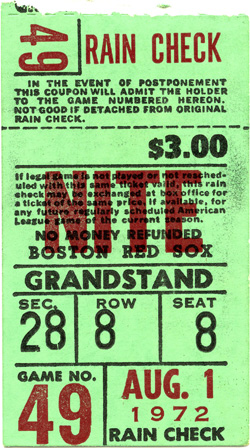 49
RAIN CHECK
IN THE EVENT OF POSTPONEMENT
THIS COUPON WILL ADMIT THE HOLDER
TO THE GAME NUMBERED HEREON.
NOT GOOD IF DETACHED FROM ORIGINAL
RAIN CHECK.
$3.00
If legal game is not played or not resched-
uled with this same ticket valid, this rain
check may be exchanged at box office for
a ticket of the same price, if available, for
any future regularly scheduled American
League game of the current season.
NO MONEY REFUNDED
BOSTON RED SOX
GRANDSTAND
SEC. ROW SEAT
28 8 8
GAME NO.
49
AUG. 1
1972
RAIN CHECK